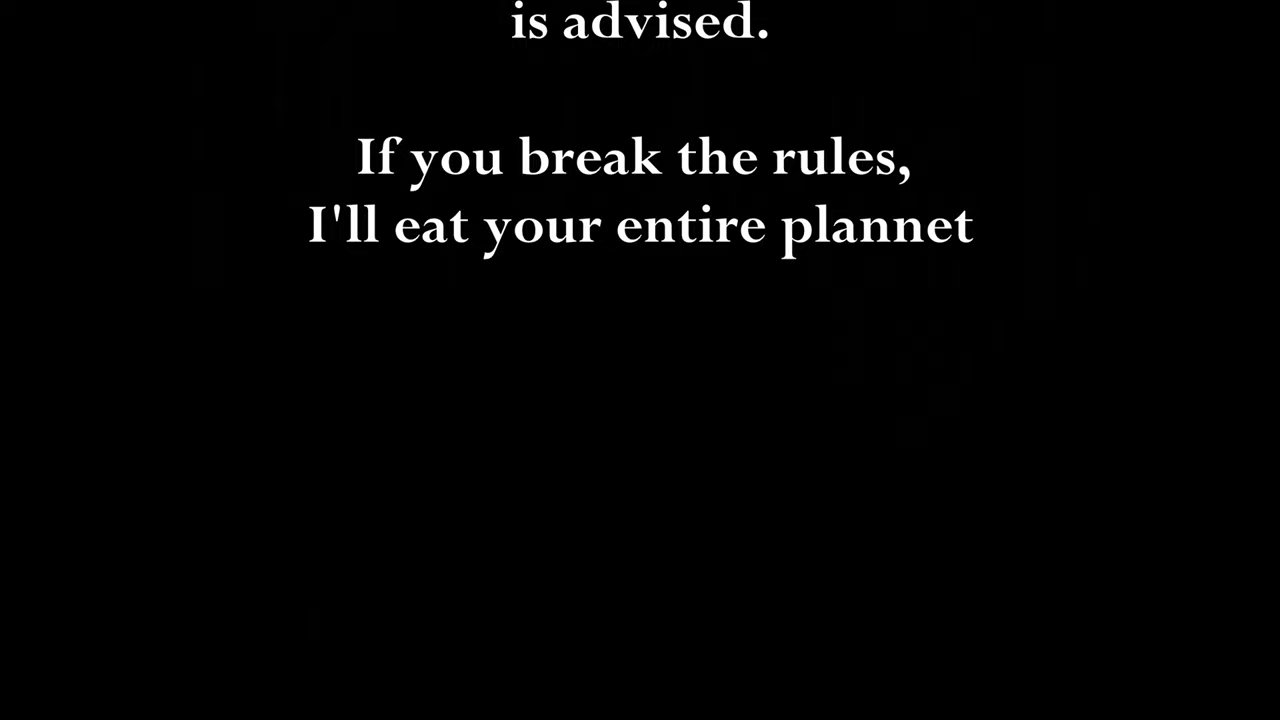 is advised.
If you break the rules,
I'll eat your entire plannet